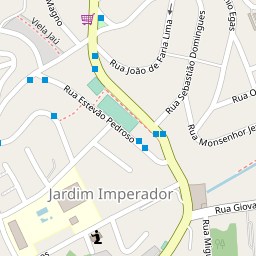 Magno
Viela Jaú
Rua João de Faria Lima
Rua Sebastião Domingues
Egas
Rua Estevão Pedroso
Rua O
Rua Monsenhor Je
Jardim Imperador
Rua Giova
Rua Migu